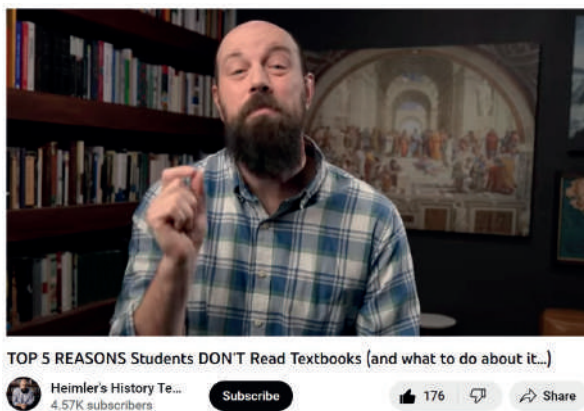 TOP 5 REASONS Students DON'T Read Textbooks (and what to do about it...)
Heimler's History Te...
4.57K subscribers
Subscribe
176
Share